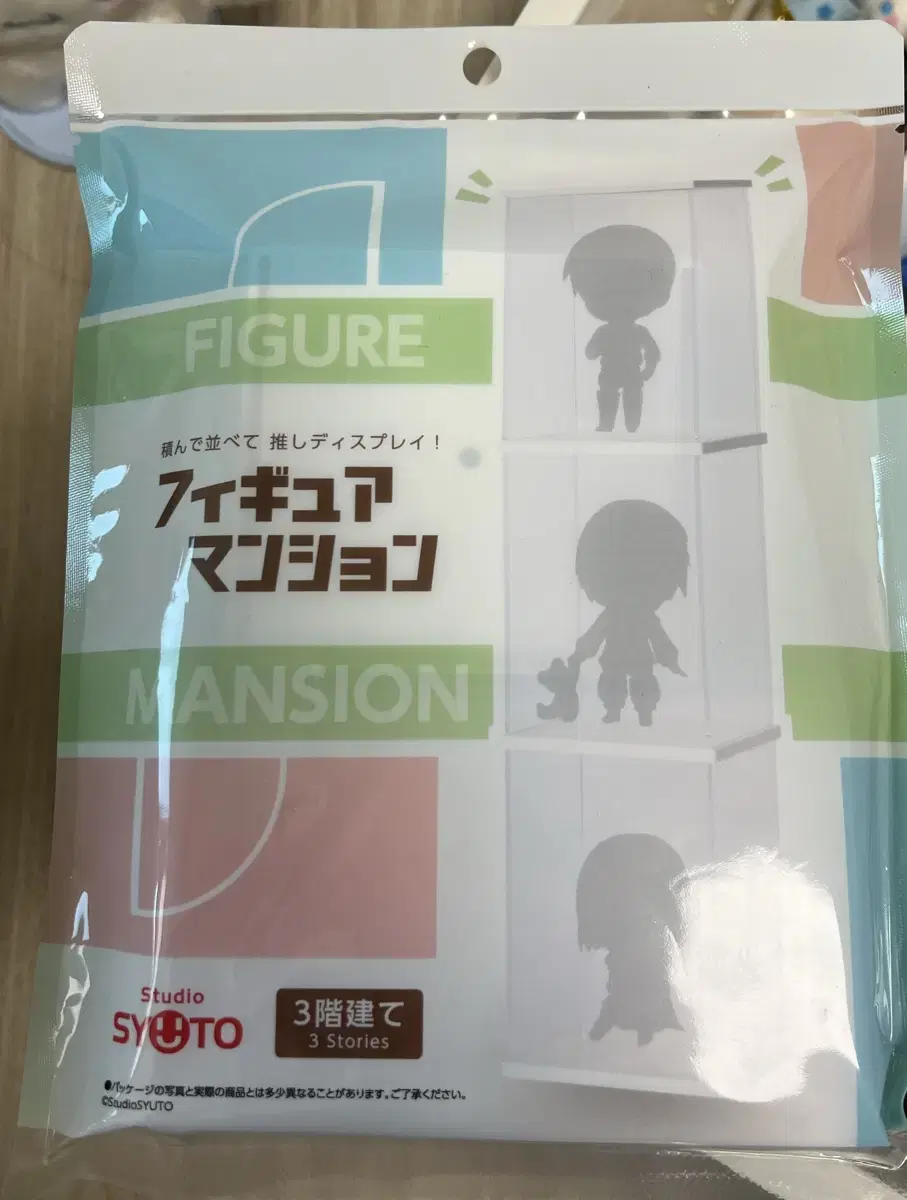 FIGURE
積んで並べて 推しディスプレイ!
フィギュア
マンション
MANSION
Studio
SYUTO
3階建て
3 Stories
●パッケージの写真と実際の商品とは多少異なることがあります。ご了承ください。
©StudioSYUTO